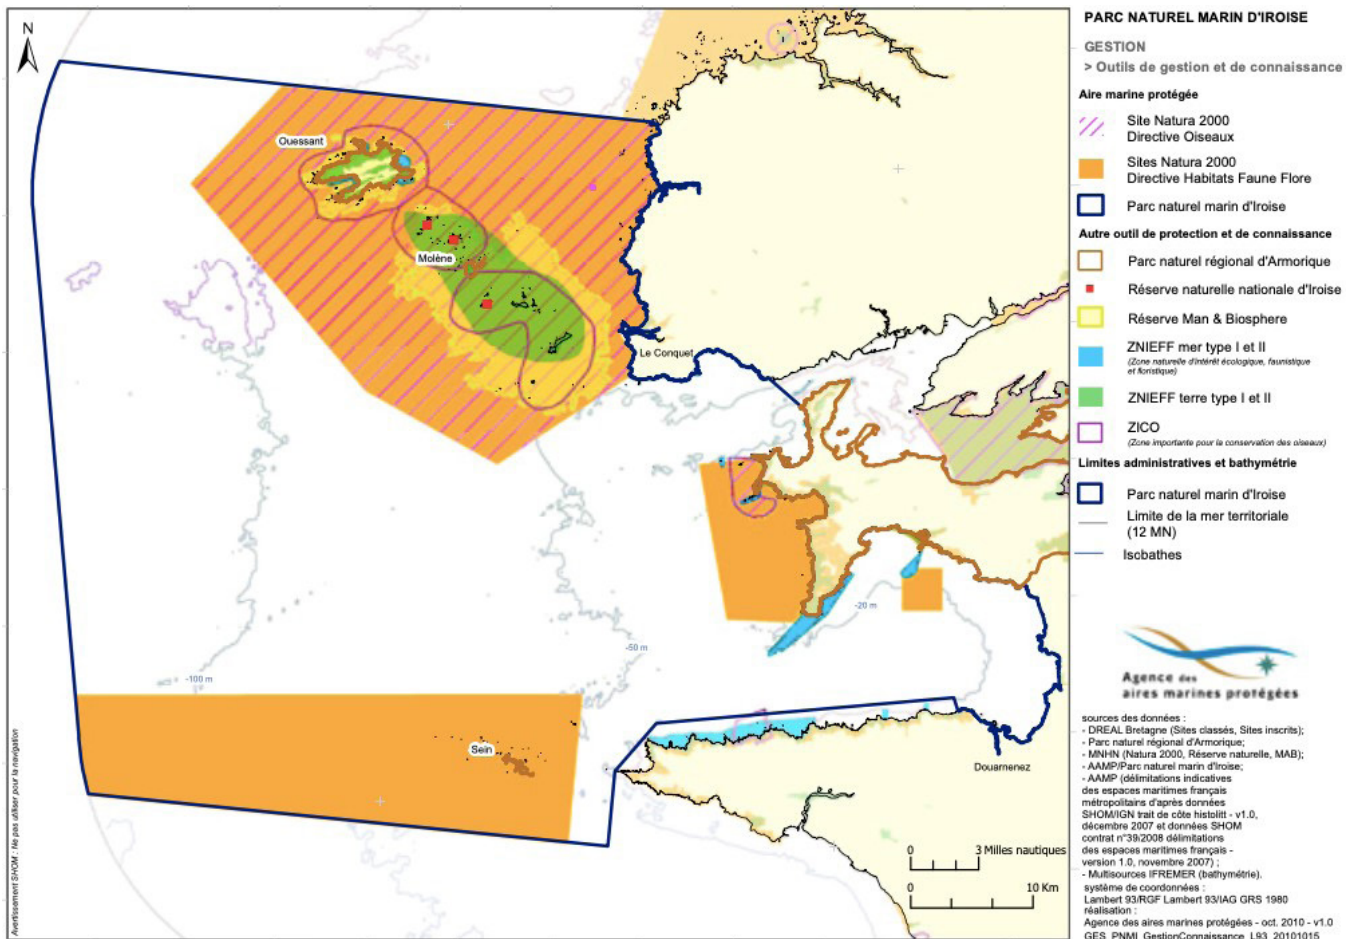 N
Ouessant
Molène
Le Conquet
-20 m
-50 m
-100 m
Sein
Douarnenez
0 3 Milles nautiques
0 10 Km
Avertissement SHOM : Ne pas utiliser pour la navigation
PARC NATUREL MARIN D'IROISE
GESTION
> Outils de gestion et de connaissance
Aire marine protégée
Site Natura 2000
Directive Oiseaux
Sites Natura 2000
Directive Habitats Faune Flore
Parc naturel marin d'Iroise
Autre outil de protection et de connaissance
Parc naturel régional d'Armorique
Réserve naturelle nationale d'Iroise
Réserve Man & Biosphere
ZNIEFF mer type I et II
(Zone naturelle d'intérêt écologique, faunistique
et floristique)
ZNIEFF terre type I et II
ZICO
(Zone importante pour la conservation des oiseaux)
Limites administratives et bathymétrie
Parc naturel marin d'Iroise
Limite de la mer territoriale
(12 MN)
Isobathes
Agence des
aires marines protégées
sources des données :
- DREAL Bretagne (Sites classés, Sites inscrits);
- Parc naturel régional d'Armorique;
- MNHN (Natura 2000, Réserve naturelle, MAB);
- AAMP/Parc naturel marin d'Iroise;
- AAMP (délimitations indicatives
des espaces maritimes français
métropolitains d'après données
SHOM/IGN trait de côte histolitt - v1.0,
décembre 2007 et données SHOM
contrat n°39/2008 délimitations
des espaces maritimes français -
version 1.0, novembre 2007) ;
- Multisources IFREMER (bathymétrie).
système de coordonnées :
Lambert 93/RGF Lambert 93/IAG GRS 1980
réalisation :
Agence des aires marines protégées - oct. 2010 - v1.0
GES_PNMI_GestionConnaissance_L93_20101015